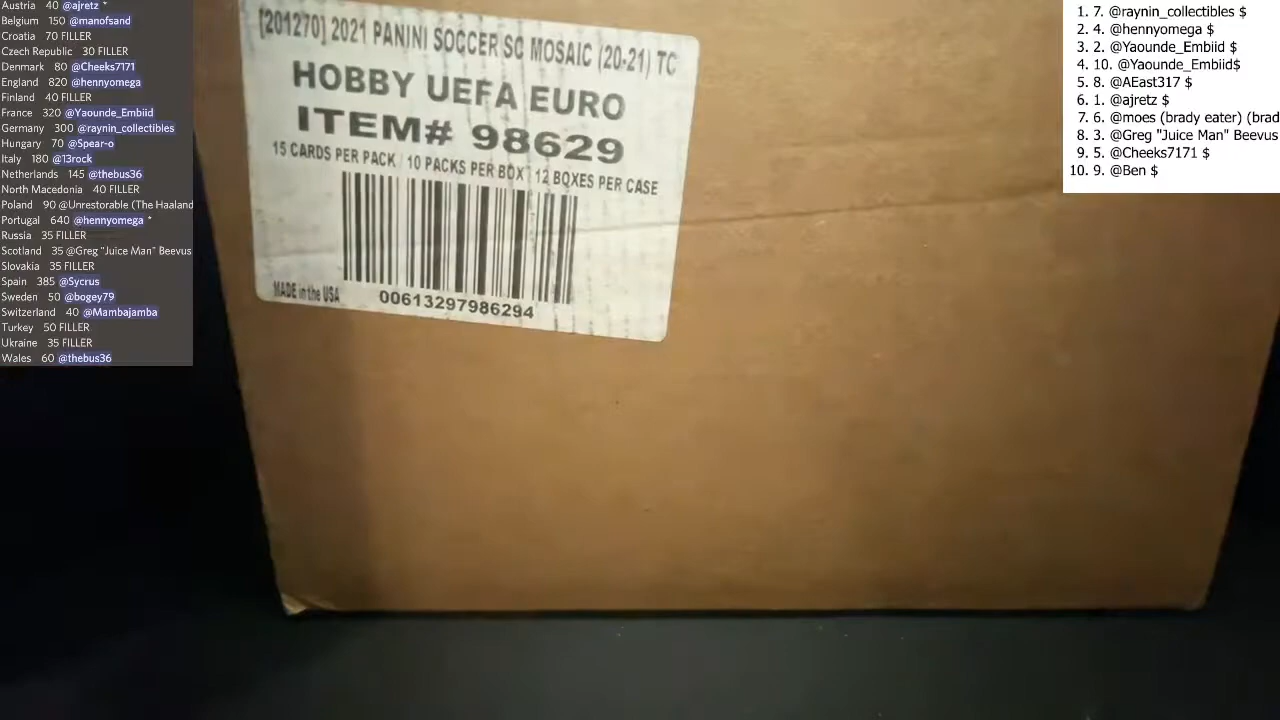 Austria 40 @ajretz *
Belgium 150 @manofsand
Croatia 70 FILLER
Czech Republic 30 FILLER
Denmark 80 @Cheeks7171
England 820 @hennyomega
Finland 40 FILLER
France 320 @Yaounde_Embiid
Germany 300 @raynin_collectibles
Hungary 70 @Spear-o
Italy 180 @13rock
Netherlands 145 @thebus36
North Macedonia 40 FILLER
Poland 90 @Unrestorable (The Haaland
Portugal 640 @hennyomega *
Russia 35 FILLER
Scotland 35 @Greg "Juice Man" Beevus
Slovakia 35 FILLER
Spain 385 @Sycrus
Sweden 50 @bogey79
Switzerland 40 @Mambajamba
Turkey 50 FILLER
Ukraine 35 FILLER
Wales 60 @thebus36
[201270] 2021 PANINI SOCCER SC MOSAIC (20-21) TC
HOBBY UEFA EURO
ITEM# 98629
15 CARDS PER PACK / 10 PACKS PER BOX / 12 BOXES PER CASE
MADE in the USA
00613297986294
1. 7. @raynin_collectibles $
2. 4. @hennyomega $
3. 2. @Yaounde_Embiid $
4. 10. @Yaounde_Embiid$
5. 8. @AEast317 $
6. 1. @ajretz $
7. 6. @moes (brady eater) (brad
8. 3. @Greg "Juice Man" Beevus
9. 5. @Cheeks7171 $
10. 9. @Ben $